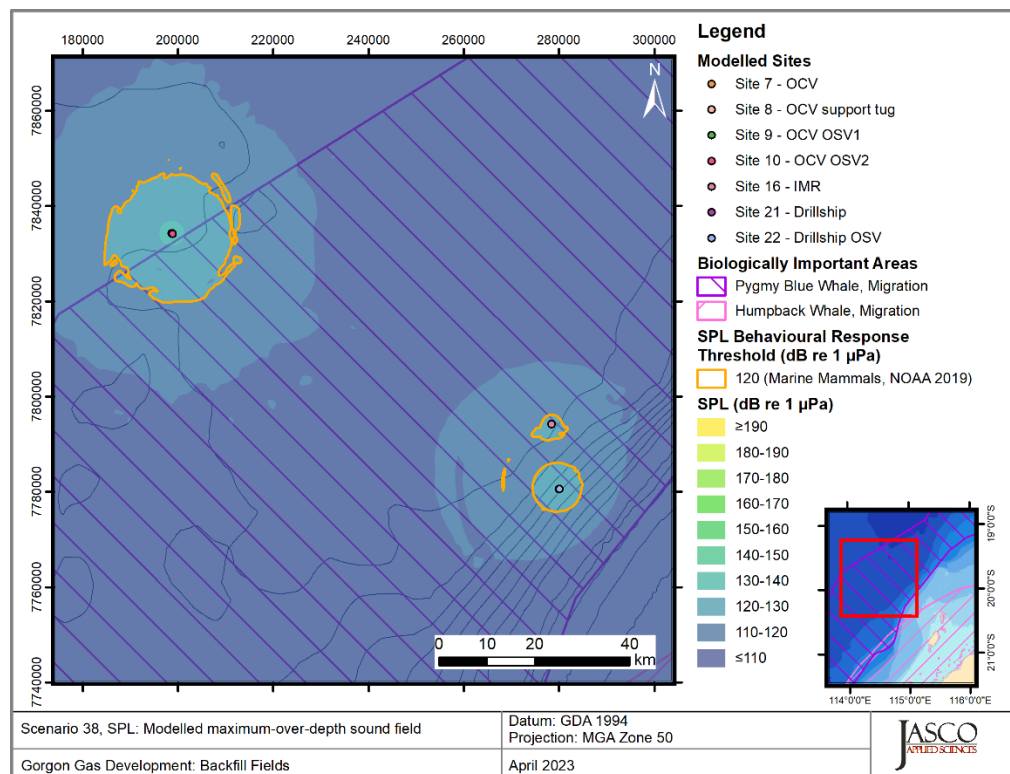 180000 200000 220000 240000 260000 280000 300000
7860000
7840000
7820000
7800000
7780000
7760000
7740000
N
0 10 20 40
km
Legend
Modelled Sites
Site 7 - OCV
Site 8 - OCV support tug
Site 9 - OCV OSV1
Site 10 - OCV OSV2
Site 16 - IMR
Site 21 - Drillship
Site 22 - Drillship OSV
Biologically Important Areas
Pygmy Blue Whale, Migration
Humpback Whale, Migration
SPL Behavioural Response
Threshold (dB re 1 µPa)
120 (Marine Mammals, NOAA 2019)
SPL (dB re 1 µPa)
≥190
180-190
170-180
160-170
150-160
140-150
130-140
120-130
110-120
≤110
19°0'0"S
20°0'0"S
21°0'0"S
114°0'0"E 115°0'0"E 116°0'0"E
Scenario 38, SPL: Modelled maximum-over-depth sound field
Datum: GDA 1994
Projection: MGA Zone 50
Gorgon Gas Development: Backfill Fields
April 2023
JASCO
APPLIED SCIENCES